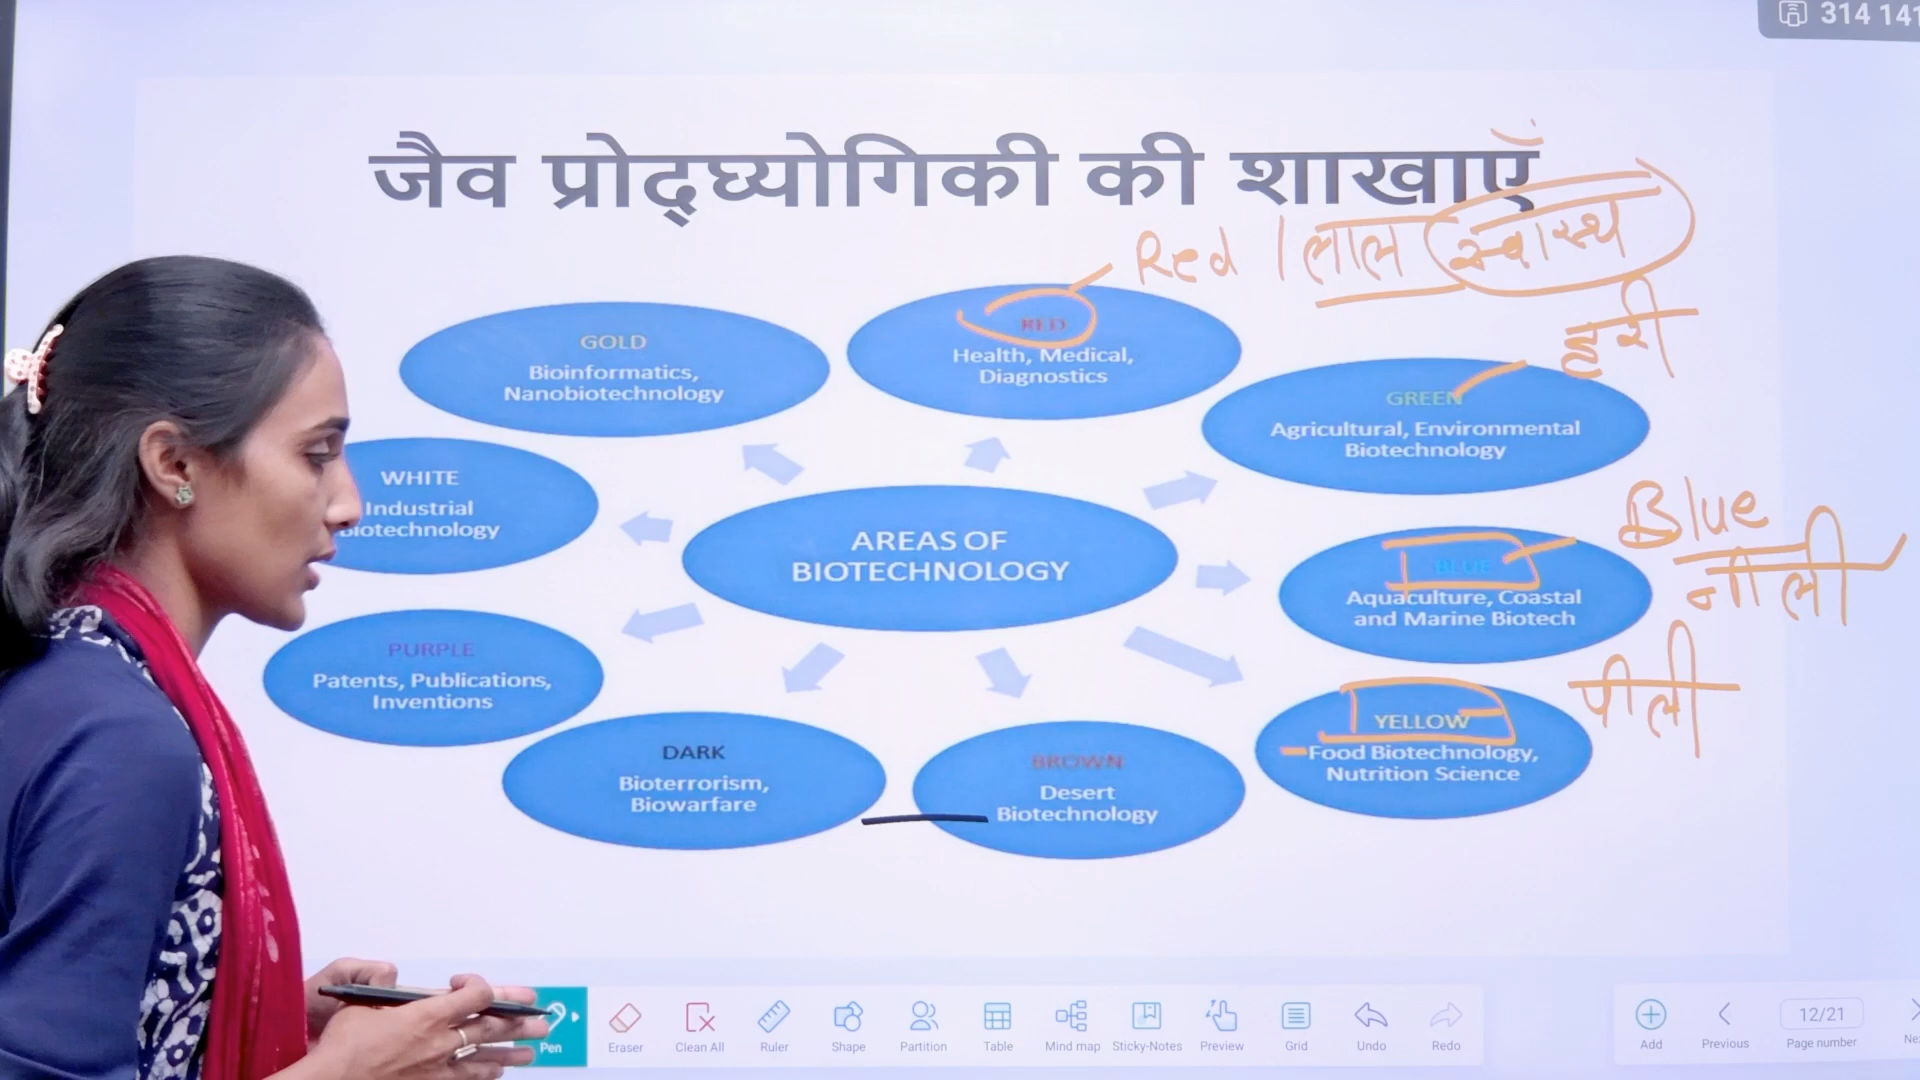 314 141
जैव प्रोद्घ्योगिकी की शाखाएँ
Red | लाल स्वास्थ
हरी
GOLD
Bioinformatics,
Nanobiotechnology
RED
Health, Medical,
Diagnostics
GREEN
Agricultural, Environmental
Biotechnology
WHITE
Industrial
Biotechnology
AREAS OF
BIOTECHNOLOGY
BLUE
Aquaculture, Coastal
and Marine Biotech
Blue
नीली
PURPLE
Patents, Publications,
Inventions
DARK
Bioterrorism,
Biowarfare
BROWN
Desert
Biotechnology
YELLOW
Food Biotechnology,
Nutrition Science
पीली
Pen Eraser Clean All Ruler Shape Partition Table Mind map Sticky-Notes Preview Grid Undo Redo
12/21
Add Previous Page number